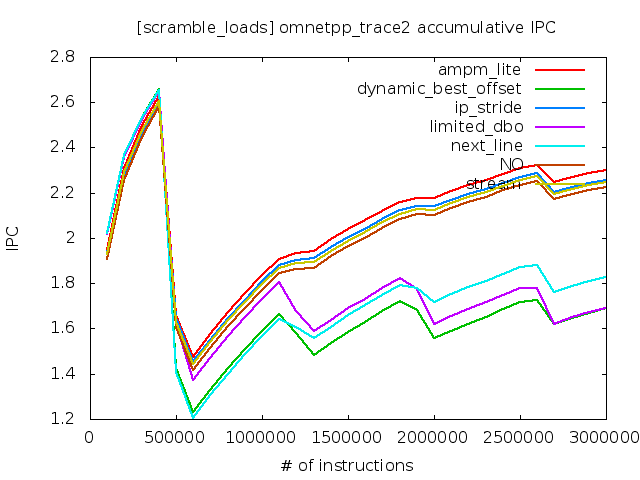 [scramble_loads] omnetpp_trace2 accumulative IPC
2.8
2.6
2.4
2.2
2
1.8
1.6
1.4
1.2
IPC
ampm_lite
dynamic_best_offset
ip_stride
limited_dbo
next_line
NO
stream
0 500000 1000000 1500000 2000000 2500000 3000000
# of instructions